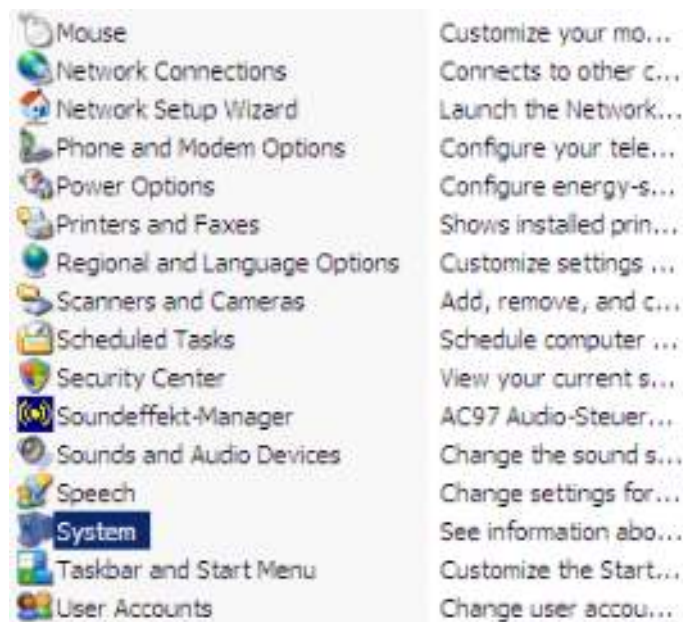 Mouse Customize your mo...
Network Connections Connects to other c...
Network Setup Wizard Launch the Network...
Phone and Modem Options Configure your tele...
Power Options Configure energy-s...
Printers and Faxes Shows installed prin...
Regional and Language Options Customize settings ...
Scanners and Cameras Add, remove, and c...
Scheduled Tasks Schedule computer ...
Security Center View your current s...
Soundeffekt-Manager AC97 Audio-Steuer...
Sounds and Audio Devices Change the sound s...
Speech Change settings for...
System See information abo...
Taskbar and Start Menu Customize the Start...
User Accounts Change user accou...